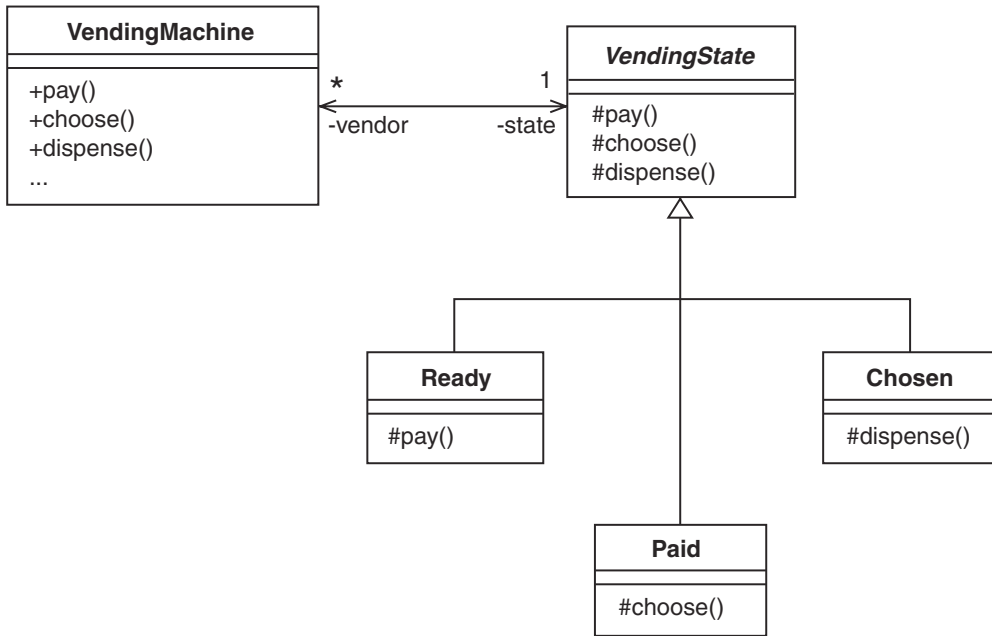 VendingMachine
+pay()
+choose()
+dispense()
...
*
1
-vendor
-state
VendingState
#pay()
#choose()
#dispense()
Ready
#pay()
Chosen
#dispense()
Paid
#choose()